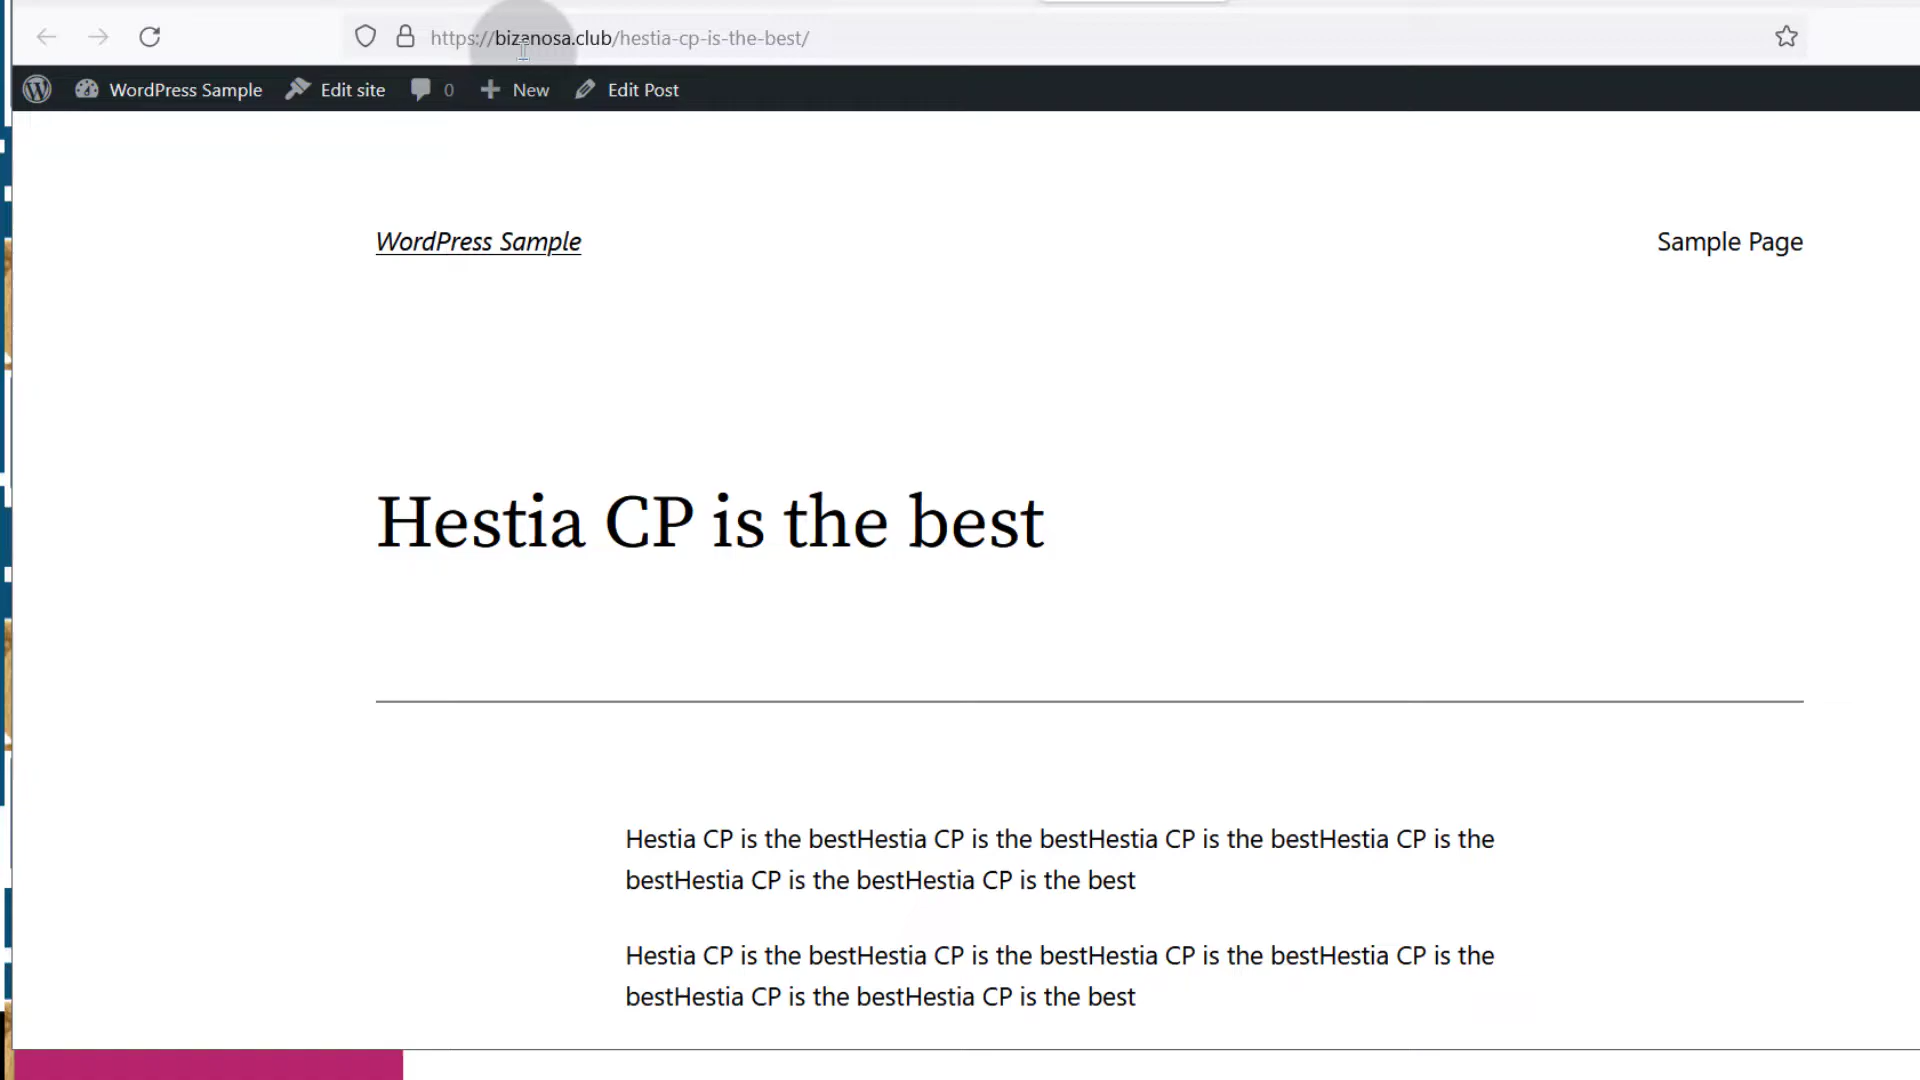 https://bizanosa.club/hestia-cp-is-the-best/
WordPress Sample Edit site 0 New Edit Post
WordPress Sample Sample Page
Hestia CP is the best
Hestia CP is the bestHestia CP is the bestHestia CP is the bestHestia CP is the
bestHestia CP is the bestHestia CP is the best
Hestia CP is the bestHestia CP is the bestHestia CP is the bestHestia CP is the
bestHestia CP is the bestHestia CP is the best